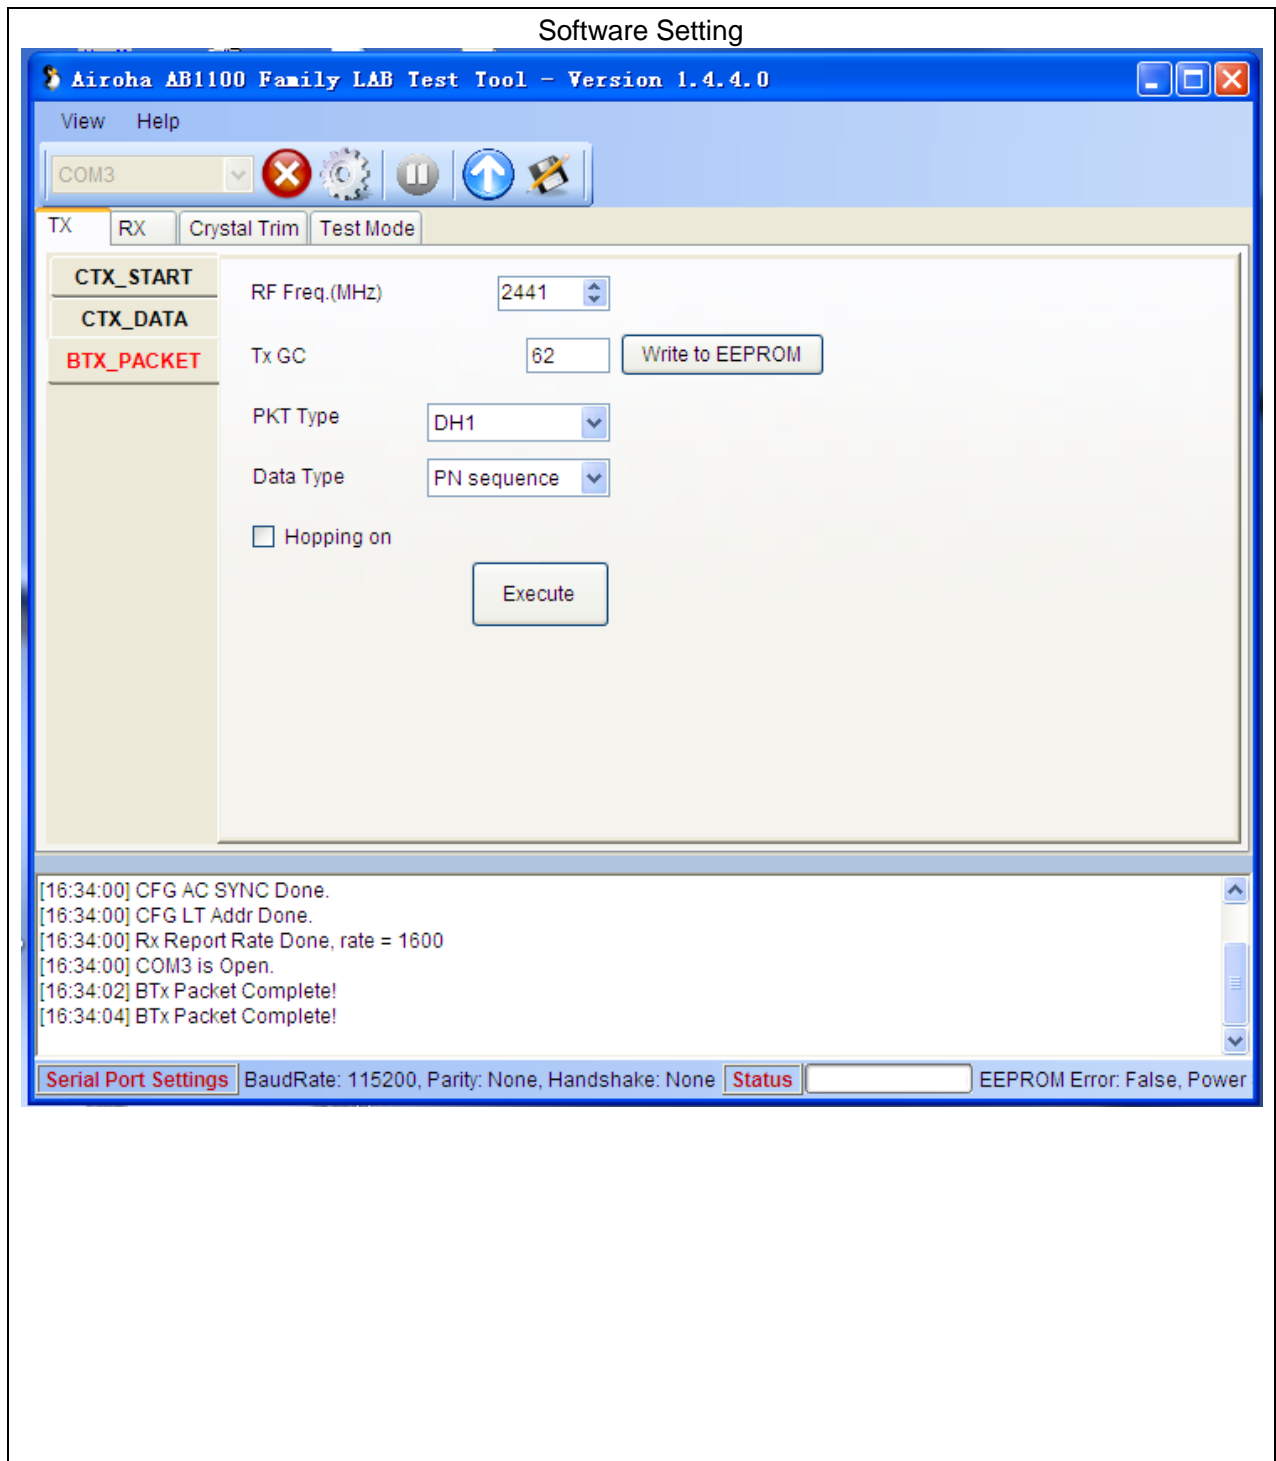 Software Setting
Airoha AB1100 Family LAB Test Tool - Version 1.4.4.0
View Help
COM3
TX RX Crystal Trim Test Mode
CTX_START
CTX_DATA
BTX_PACKET
RF Freq.(MHz) 2441
Tx GC 62 Write to EEPROM
PKT Type DH1
Data Type PN sequence
Hopping on
Execute
[16:34:00] CFG AC SYNC Done.
[16:34:00] CFG LT Addr Done.
[16:34:00] Rx Report Rate Done, rate = 1600
[16:34:00] COM3 is Open.
[16:34:02] BTx Packet Complete!
[16:34:04] BTx Packet Complete!
Serial Port Settings BaudRate: 115200, Parity: None, Handshake: None Status EEPROM Error: False, Power